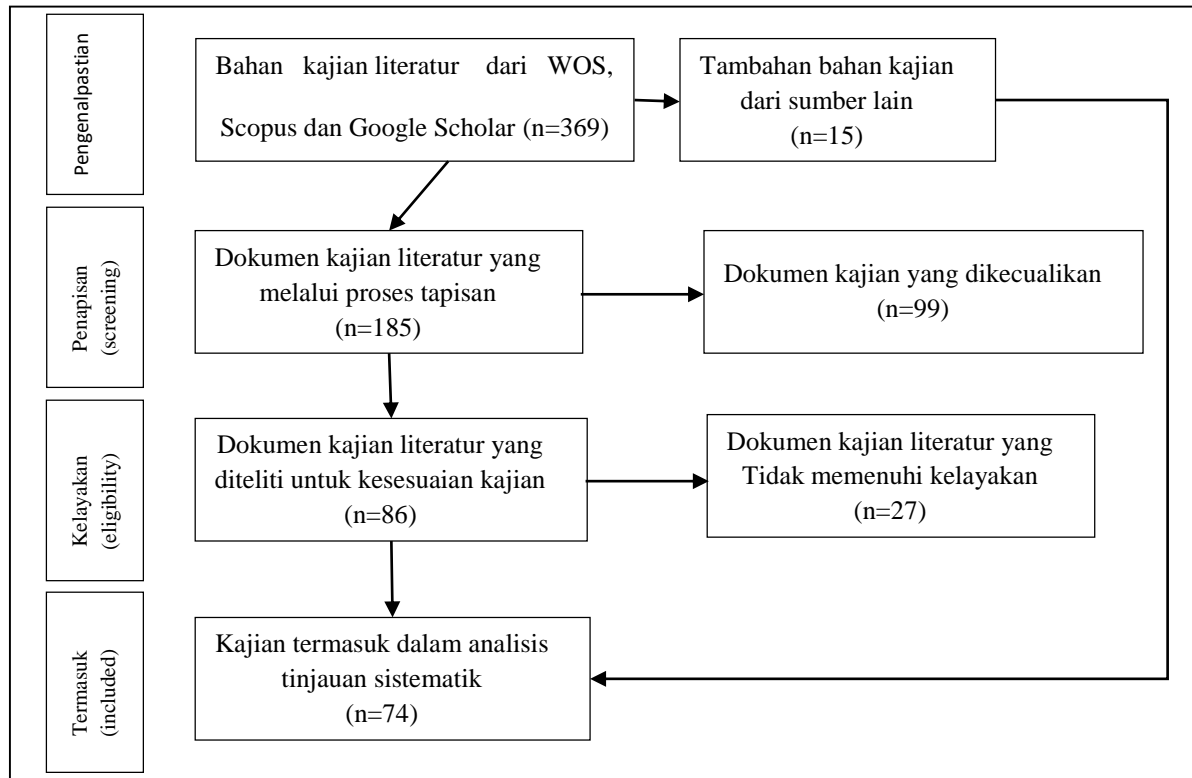 Pengenalpastian
Bahan kajian literatur dari WOS,
Scopus dan Google Scholar (n=369)
Tambahan bahan kajian
dari sumber lain
(n=15)
Penapisan
(screening)
Dokumen kajian literatur yang
melalui proses tapisan
(n=185)
Dokumen kajian yang dikecualikan
(n=99)
Kelayakan
(eligibility)
Dokumen kajian literatur yang
diteliti untuk kesesuaian kajian
(n=86)
Dokumen kajian literatur yang
Tidak memenuhi kelayakan
(n=27)
Termasuk
(included)
Kajian termasuk dalam analisis
tinjauan sistematik
(n=74)